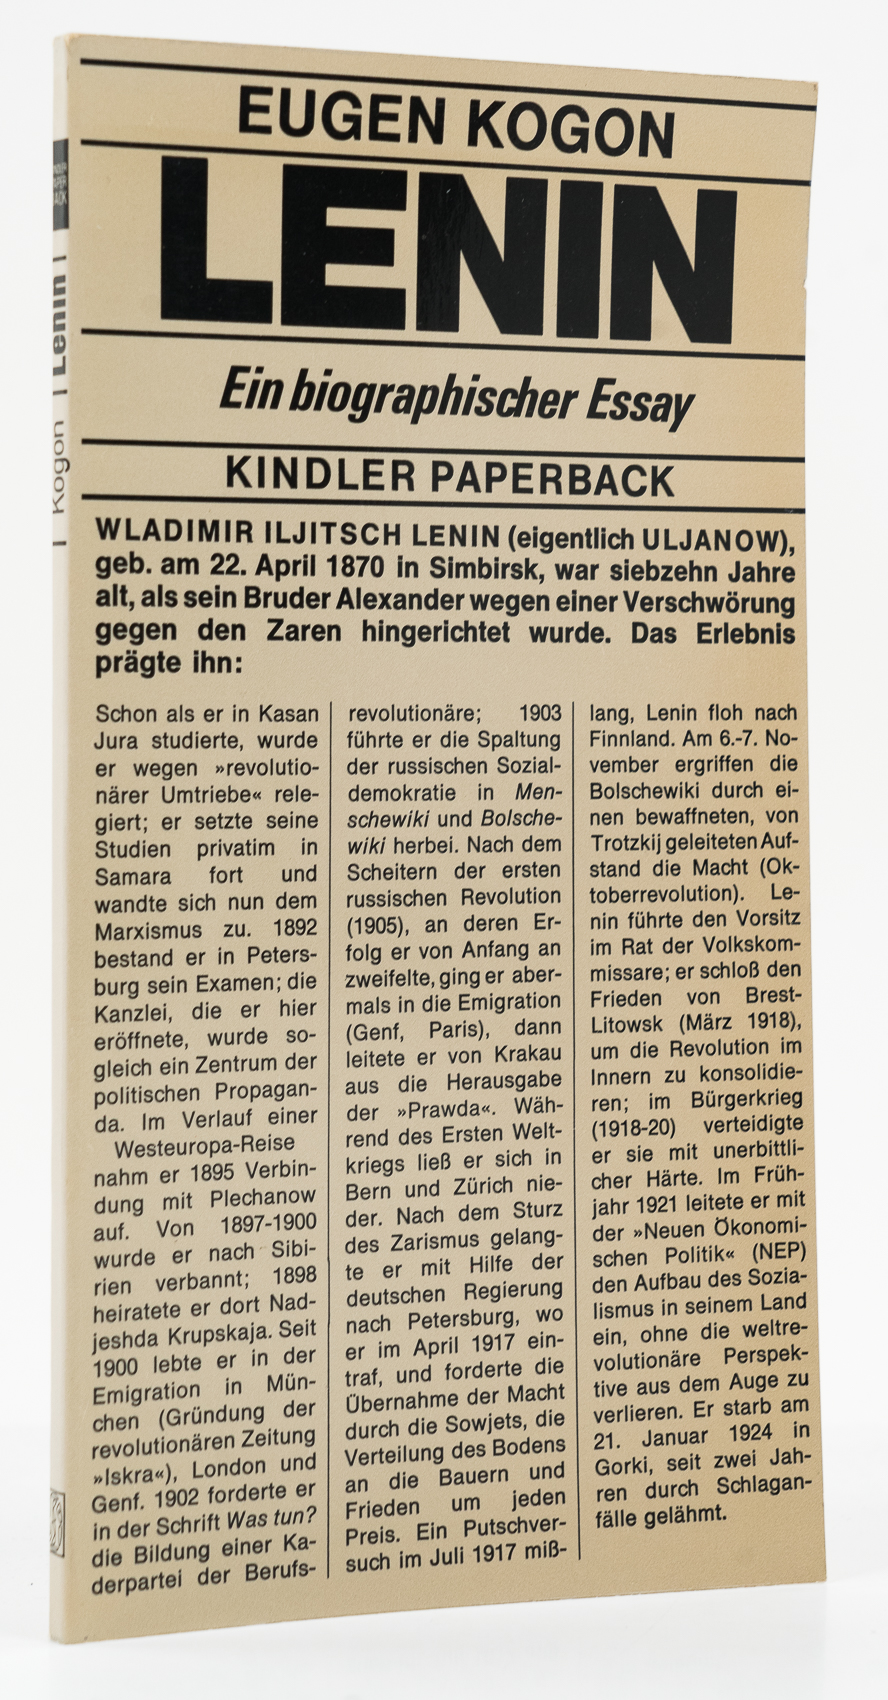 EUGEN KOGON
LENIN
Ein biographischer Essay
KINDLER PAPERBACK
WLADIMIR ILJITSCH LENIN (eigentlich ULJANOW),
geb. am 22. April 1870 in Simbirsk, war siebzehn Jahre
alt, als sein Bruder Alexander wegen einer Verschwörung
gegen den Zaren hingerichtet wurde. Das Erlebnis
prägte ihn:
Schon als er in Kasan
Jura studierte, wurde
er wegen »revolutio-
närer Umtriebe« rele-
giert; er setzte seine
Studien privatim in
Samara fort und
wandte sich nun dem
Marxismus zu. 1892
bestand er in Peters-
burg sein Examen; die
Kanzlei, die er hier
eröffnete, wurde so-
gleich ein Zentrum der
politischen Propagan-
da. Im Verlauf einer
Westeuropa-Reise
nahm er 1895 Verbin-
dung mit Plechanow
auf. Von 1897-1900
wurde er nach Sibi-
rien verbannt; 1898
heiratete er dort Nad-
jeshda Krupskaja. Seit
1900 lebte er in der
Emigration in Mün-
chen (Gründung der
revolutionären Zeitung
»Iskra«), London und
Genf. 1902 forderte er
in der Schrift Was tun?
die Bildung einer Ka-
derpartei der Berufs-
revolutionäre; 1903
führte er die Spaltung
der russischen Sozial-
demokratie in Men-
schewiki und Bolsche-
wiki herbei. Nach dem
Scheitern der ersten
russischen Revolution
(1905), an deren Er-
folg er von Anfang an
zweifelte, ging er aber-
mals in die Emigration
(Genf, Paris), dann
leitete er von Krakau
aus die Herausgabe
der »Prawda«. Wäh-
rend des Ersten Welt-
kriegs ließ er sich in
Bern und Zürich nie-
der. Nach dem Sturz
des Zarismus gelang-
te er mit Hilfe der
deutschen Regierung
nach Petersburg, wo
er im April 1917 ein-
traf, und forderte die
Übernahme der Macht
durch die Sowjets, die
Verteilung des Bodens
an die Bauern und
Frieden um jeden
Preis. Ein Putschver-
such im Juli 1917 miß-
lang, Lenin floh nach
Finnland. Am 6.-7. No-
vember ergriffen die
Bolschewiki durch ei-
nen bewaffneten, von
Trotzkij geleiteten Auf-
stand die Macht (Ok-
toberrevolution). Le-
nin führte den Vorsitz
im Rat der Volkskom-
missare; er schloß den
Frieden von Brest-
Litowsk (März 1918),
um die Revolution im
Innern zu konsolidie-
ren; im Bürgerkrieg
(1918-20) verteidigte
er sie mit unerbittli-
cher Härte. Im Früh-
jahr 1921 leitete er mit
der »Neuen Ökonomi-
schen Politik« (NEP)
den Aufbau des Sozia-
lismus in seinem Land
ein, ohne die weltre-
volutionäre Perspek-
tive aus dem Auge zu
verlieren. Er starb am
21. Januar 1924 in
Gorki, seit zwei Jah-
ren durch Schlagan-
fälle gelähmt.
| Kogon | Lenin |